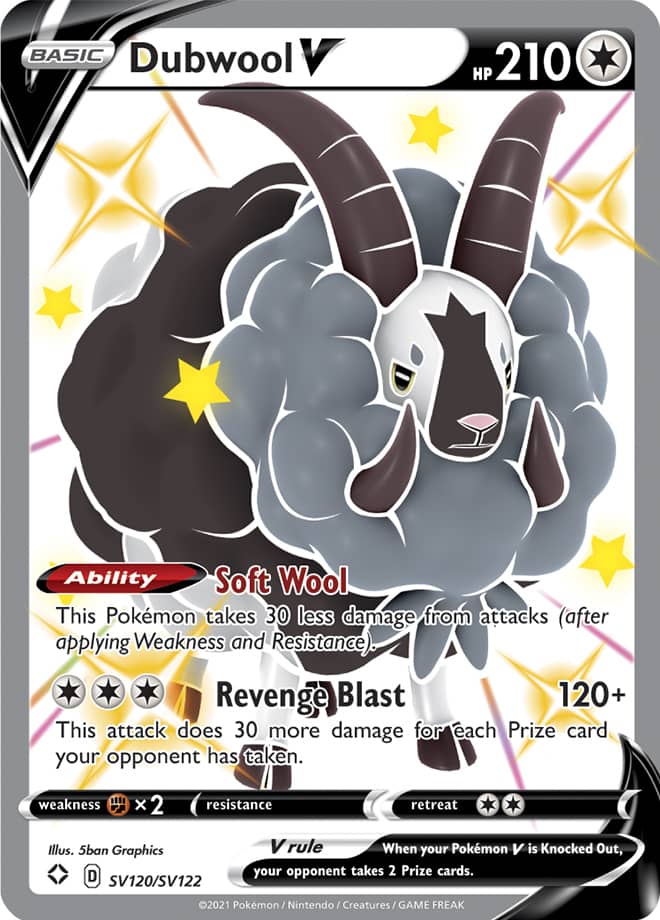 BASIC Dubwool V HP 210
Ability Soft Wool
This Pokémon takes 30 less damage from attacks (after
applying Weakness and Resistance).
Revenge Blast 120+
This attack does 30 more damage for each Prize card
your opponent has taken.
weakness ×2 resistance retreat
Illus. 5ban Graphics
V rule When your Pokémon V is Knocked Out,
your opponent takes 2 Prize cards.
D SV120/SV122
©2021 Pokémon / Nintendo / Creatures / GAME FREAK